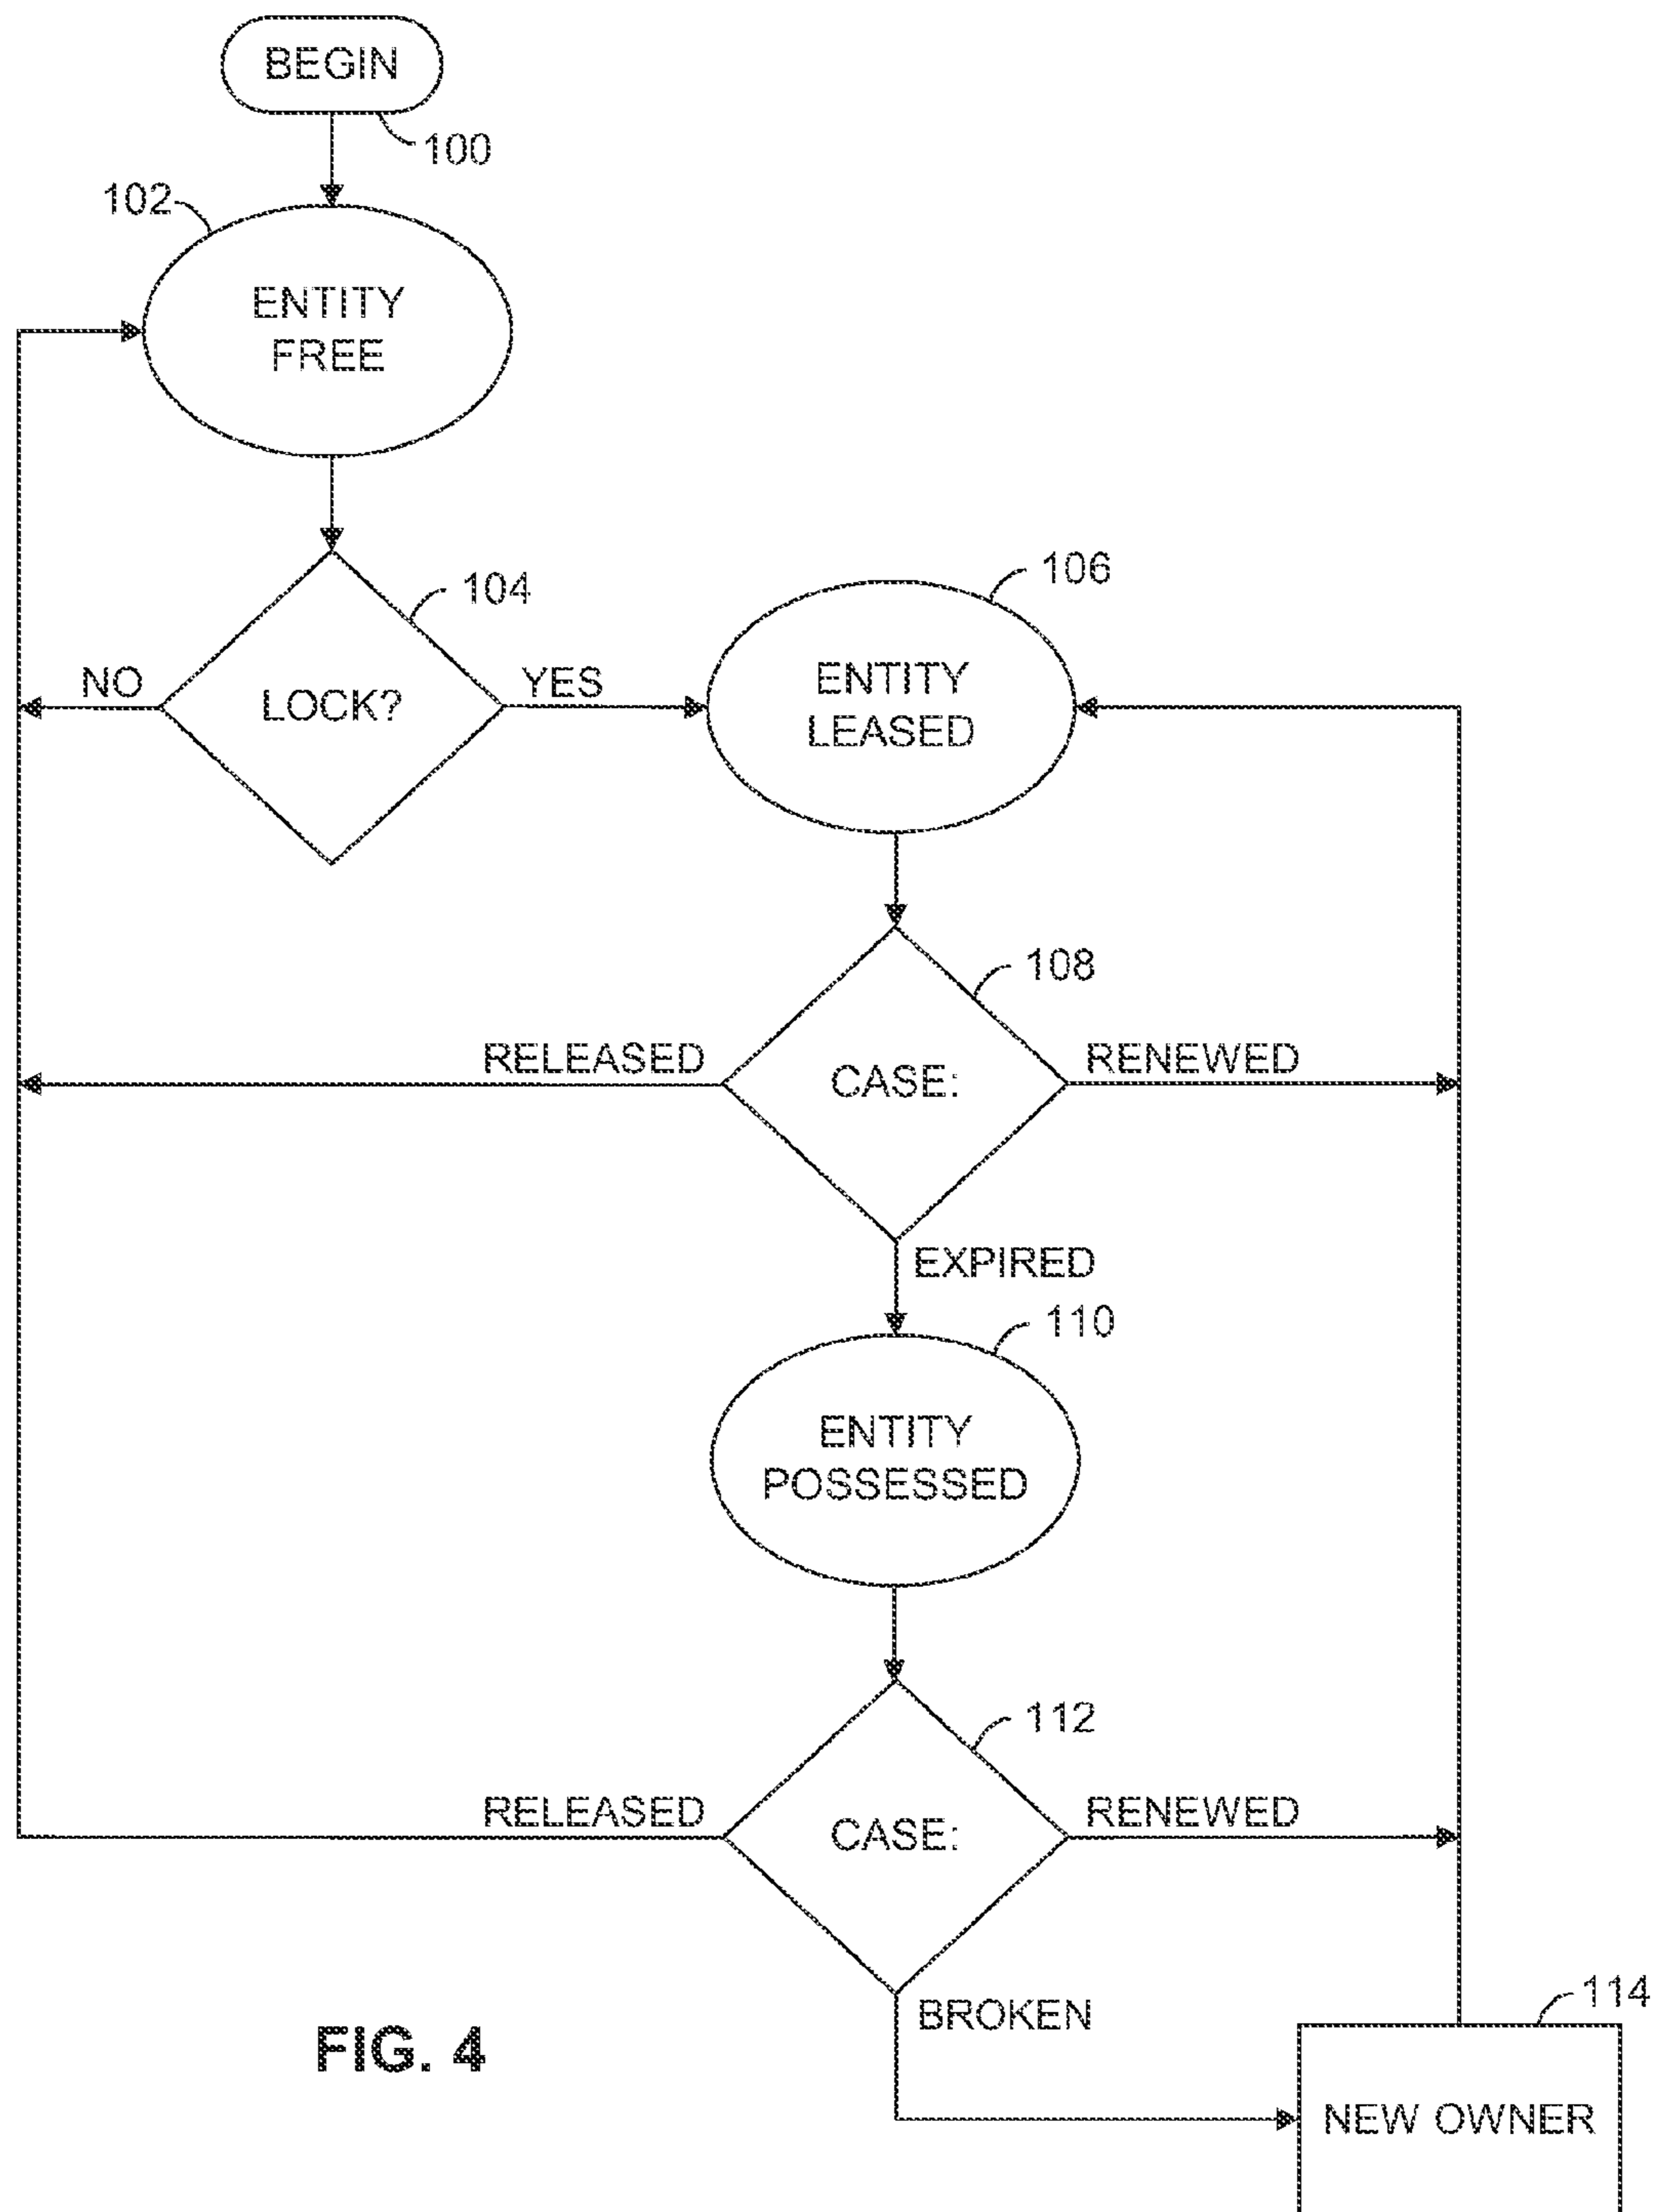 BEGIN
100
102
ENTITY
FREE
104
NO
LOCK?
YES
106
ENTITY
LEASED
108
RELEASED
CASE:
RENEWED
EXPIRED
110
ENTITY
POSSESSED
112
RELEASED
CASE:
RENEWED
BROKEN
114
NEW OWNER
FIG. 4